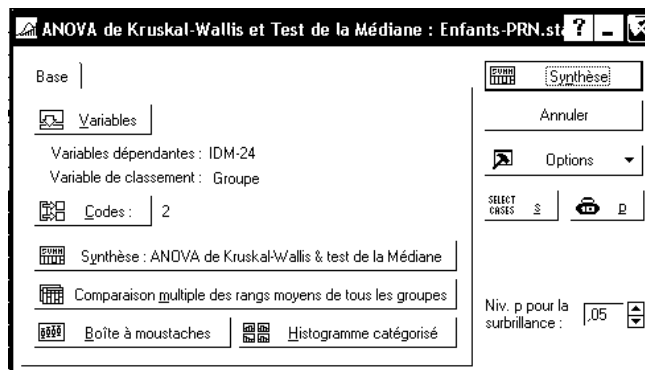 ANOVA de Kruskal-Wallis et Test de la Médiane : Enfants-PRN.sta
Base
Variables
Variables dépendantes : IDM-24
Variable de classement : Groupe
Codes : 2
Synthèse : ANOVA de Kruskal-Wallis & test de la Médiane
Comparaison multiple des rangs moyens de tous les groupes
Boîte à moustaches
Histogramme catégorisé
? _
Synthèse
Annuler
Options
SELECT CASES S
D
Niv. p pour la surbrillance : ,05